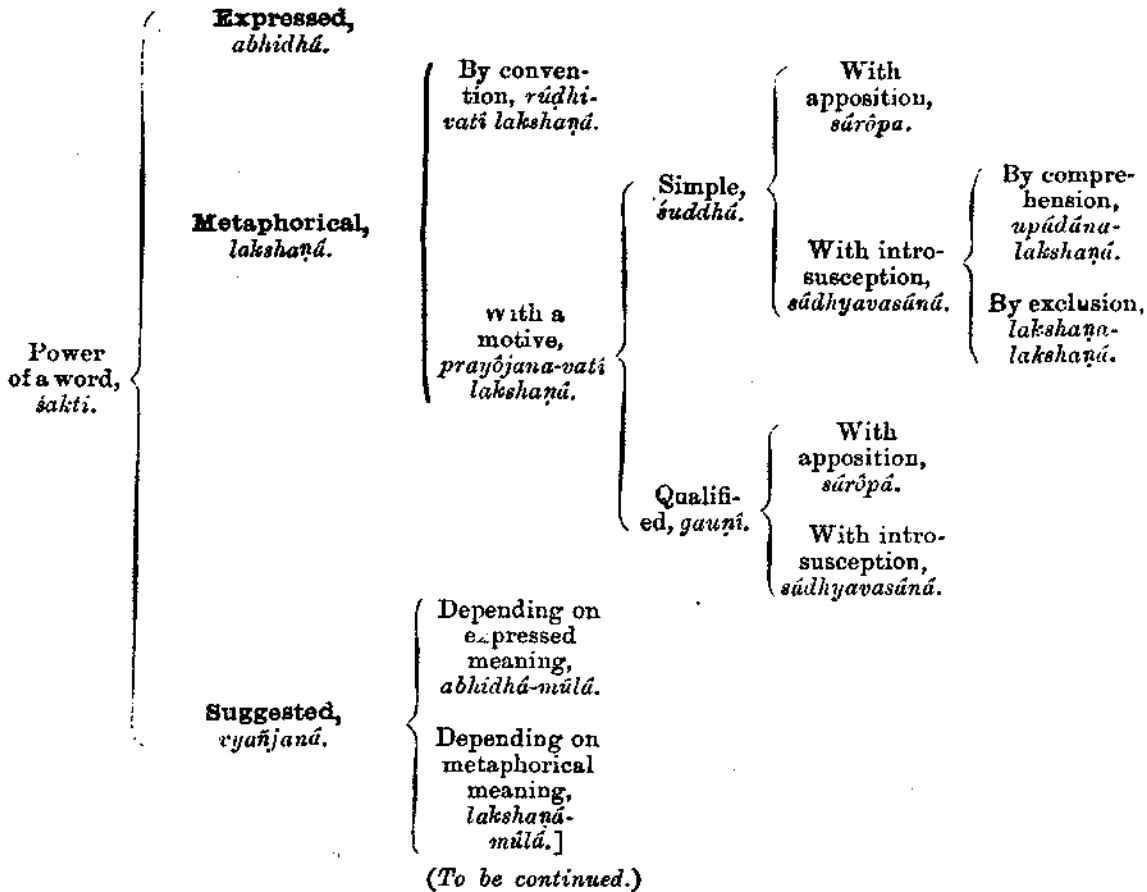 Power
of a word,
śakti.
Expressed,
abhidhá.
Metaphorical,
lakshaṇá.
By conven-
tion, rúḍhi-
vatî lakshaṇá.
With a
motive,
prayôjana-vatí
lakshaṇá.
Simple,
śuddhá.
With
apposition,
sárôpa.
With intro-
susception,
sádhyavasáná.
By compre-
hension,
upádána-
lakshaṇá.
By exclusion,
lakshaṇa-
lakshaṇá.
Qualifi-
ed, gauṇî.
With
apposition,
sárôpá.
With intro-
susception,
sádhyavasáná.
Suggested,
vyañjaná.
Depending on
expressed
meaning,
abhidhá-múlá.
Depending on
metaphorical
meaning,
lakshaṇá-
múlá.]
(To be continued.)